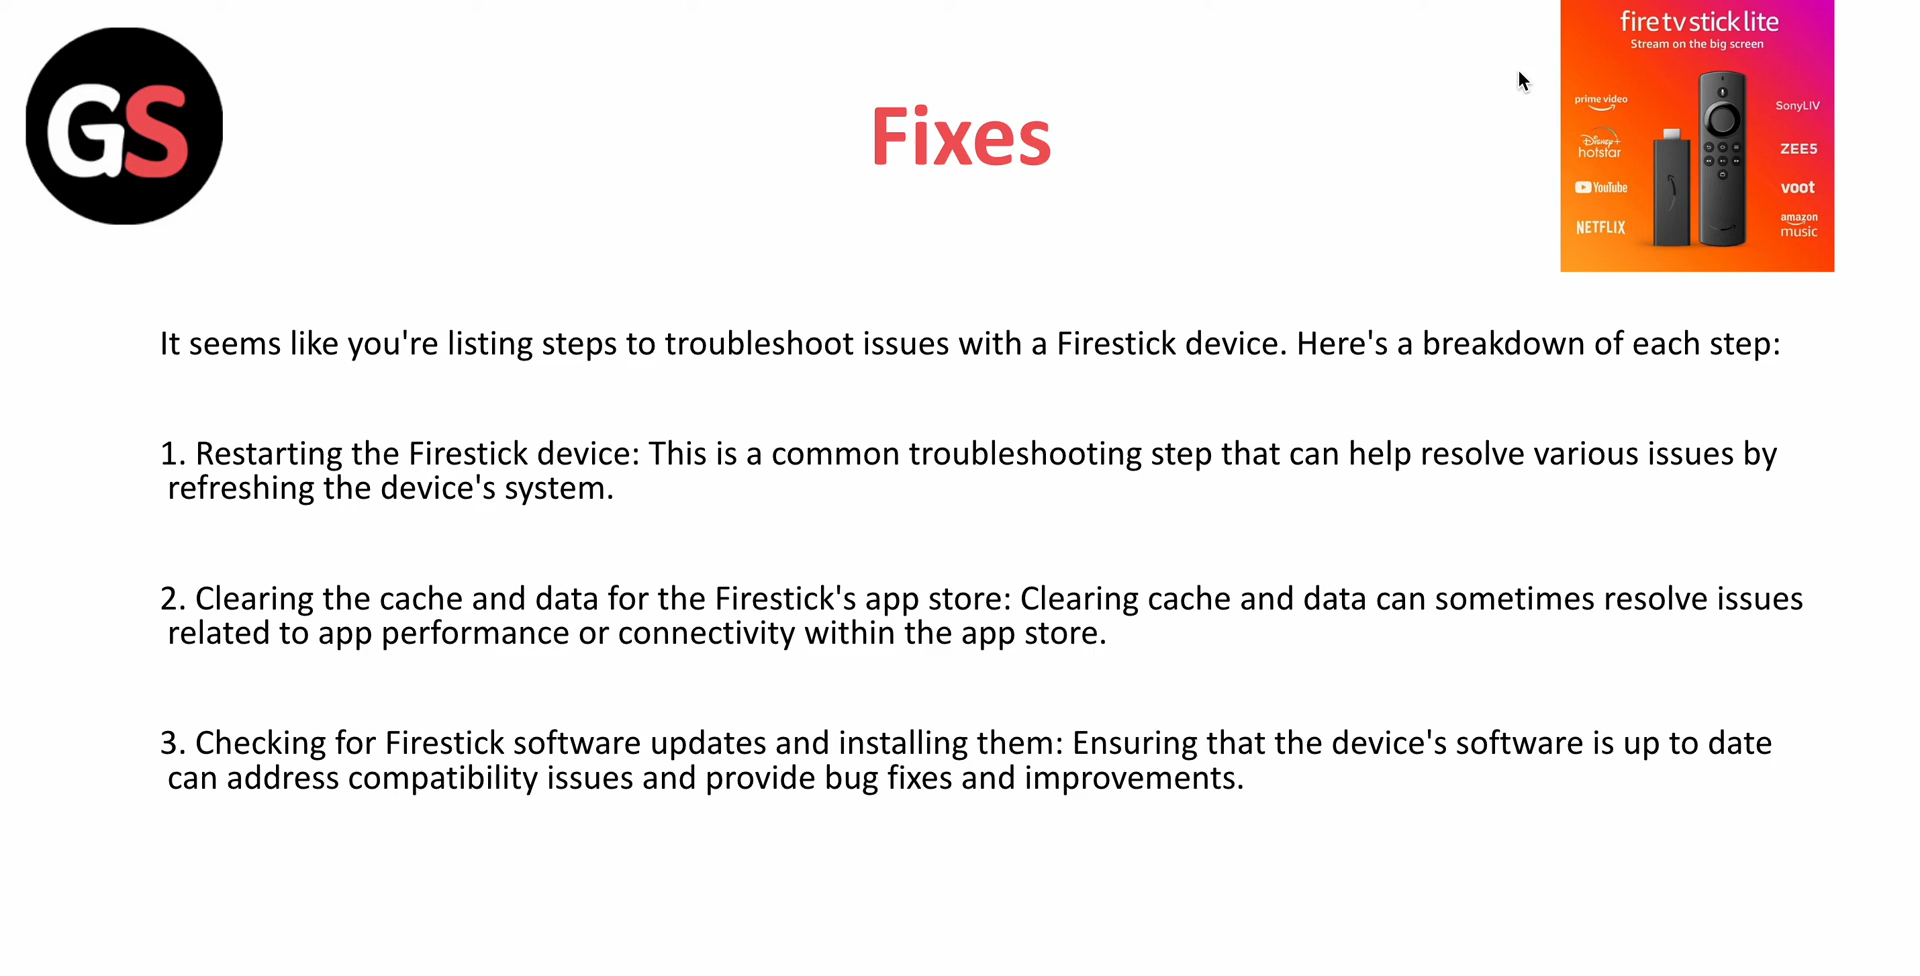 GS
Fixes
fire tv stick lite
Stream on the big screen
prime video
SonyLIV
Disney+
hotstar
ZEE5
YouTube
voot
NETFLIX
amazon
music
It seems like you're listing steps to troubleshoot issues with a Firestick device. Here's a breakdown of each step:
1. Restarting the Firestick device: This is a common troubleshooting step that can help resolve various issues by
refreshing the device's system.
2. Clearing the cache and data for the Firestick's app store: Clearing cache and data can sometimes resolve issues
related to app performance or connectivity within the app store.
3. Checking for Firestick software updates and installing them: Ensuring that the device's software is up to date
can address compatibility issues and provide bug fixes and improvements.